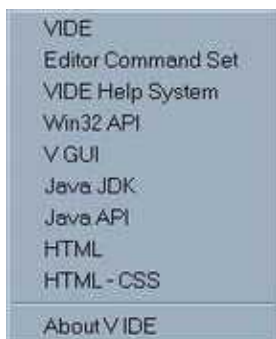 VIDE
Editor Command Set
VIDE Help System
Win32 API
V GUI
Java JDK
Java API
HTML
HTML - CSS
About V IDE